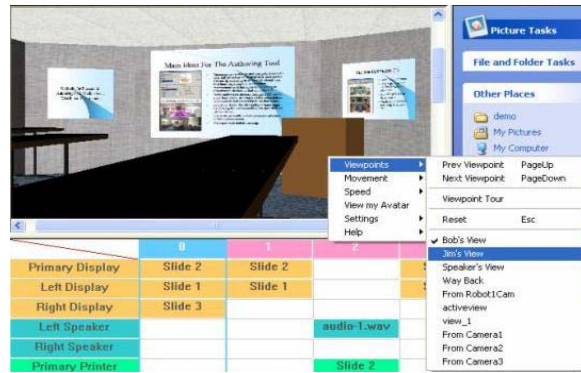 Main Ideas For The Authoring Tool
Picture Tasks
File and Folder Tasks
Other Places
demo
My Pictures
My Computer
Viewpoints
Movement
Speed
View my Avatar
Settings
Help
Prev Viewpoint PageUp
Next Viewpoint PageDown
Viewpoint Tour
Reset Esc
Bob's View
Jim's View
Speaker's View
Way Back
From Robot1Cam
activeview
view_1
From Camera1
From Camera2
From Camera3
0 1 2
Primary Display Slide 2 Slide 2
Left Display Slide 1 Slide 1
Right Display Slide 3
Left Speaker audio-1.wav
Right Speaker
Primary Printer Slide 2